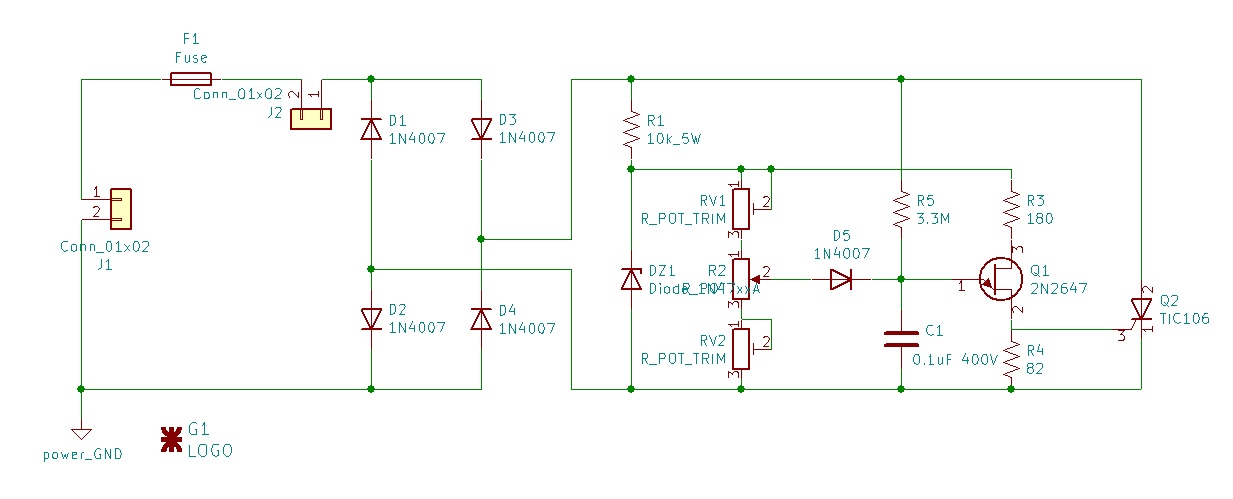 F1
Fuse
Conn_01x02
J2
2
1
D1
1N4007
D3
1N4007
1
2
Conn_01x02
J1
D2
1N4007
D4
1N4007
power_GND
G1
LOGO
R1
10k_5W
DZ1
Diode_1N47xxA
1
RV1
R_POT_TRIM
2
3
1
R2
2
3
1
RV2
R_POT_TRIM
2
3
D5
1N4007
R5
3.3M
C1
0.1uF 400V
R3
180
3
Q1
2N2647
1
2
R4
82
2
Q2
TIC106
3
1